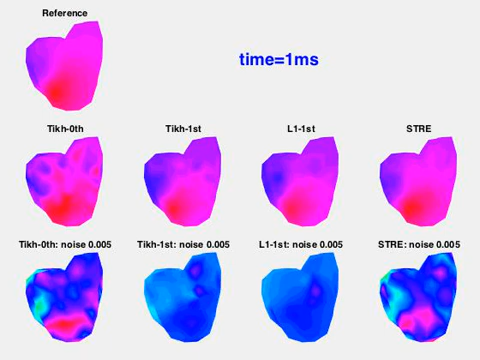 Reference
time=1ms
Tikh-0th
Tikh-1st
L1-1st
STRE
Tikh-0th: noise 0.005
Tikh-1st: noise 0.005
L1-1st: noise 0.005
STRE: noise 0.005